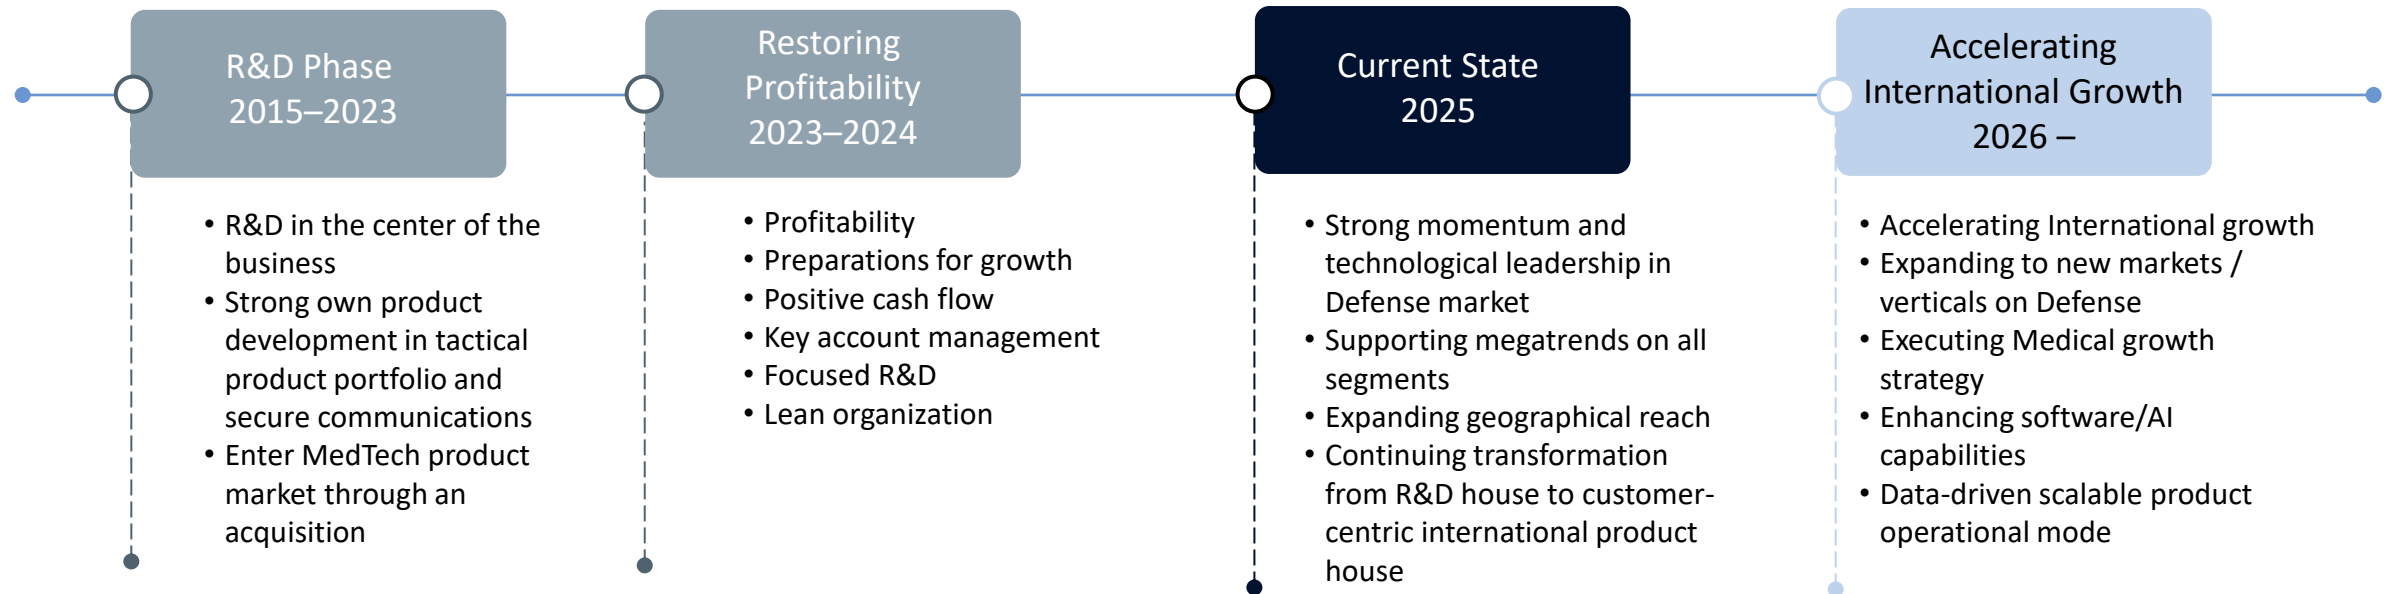 R&D Phase
2015–2023
• R&D in the center of the
business
• Strong own product
development in tactical
product portfolio and
secure communications
• Enter MedTech product
market through an
acquisition
Restoring
Profitability
2023–2024
• Profitability
• Preparations for growth
• Positive cash flow
• Key account management
• Focused R&D
• Lean organization
Current State
2025
• Strong momentum and
technological leadership in
Defense market
• Supporting megatrends on all
segments
• Expanding geographical reach
• Continuing transformation
from R&D house to customer-
centric international product
house
Accelerating
International Growth
2026 –
• Accelerating International growth
• Expanding to new markets /
verticals on Defense
• Executing Medical growth
strategy
• Enhancing software/AI
capabilities
• Data-driven scalable product
operational mode